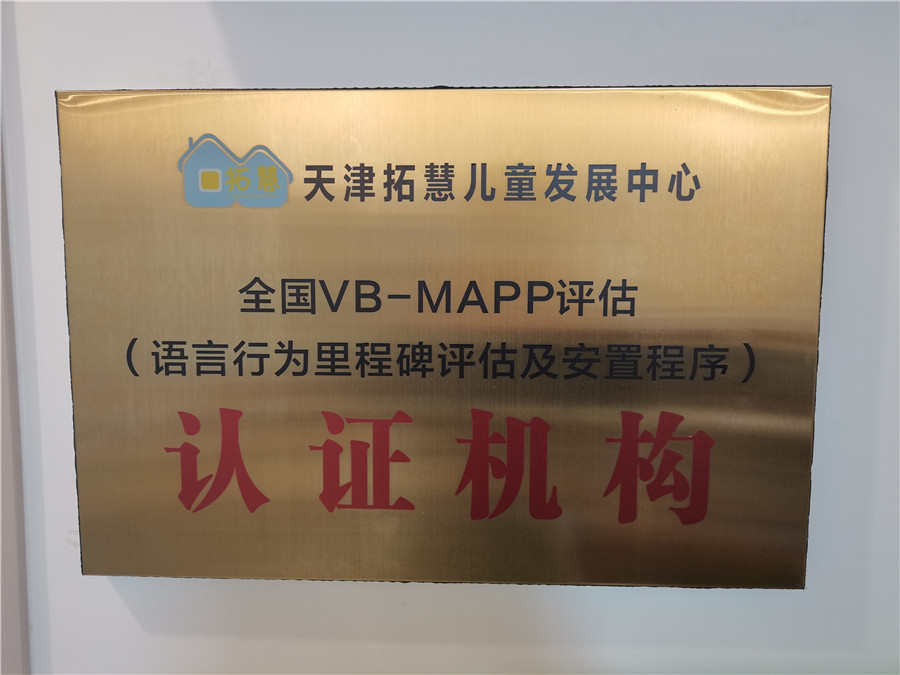 拓慧 天津拓慧儿童发展中心
全国VB-MAPP评估
（语言行为里程碑评估及安置程序）
认证机构